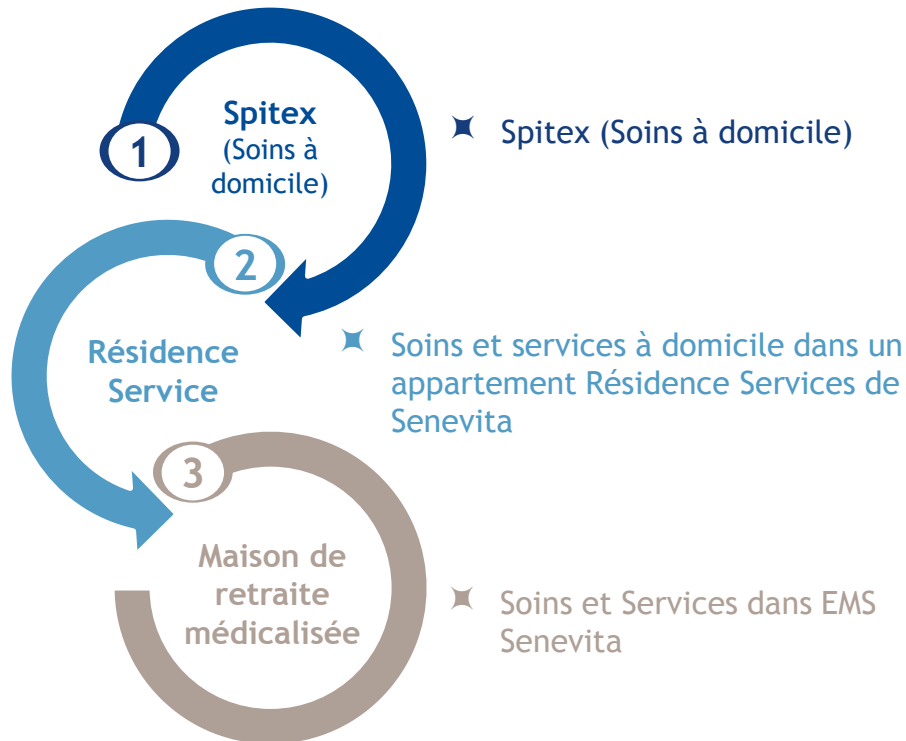 1
Spitex
(Soins à
domicile)
Spitex (Soins à domicile)
2
Résidence
Service
Soins et services à domicile dans un
appartement Résidence Services de
Senevita
3
Maison de
retraite
médicalisée
Soins et Services dans EMS
Senevita